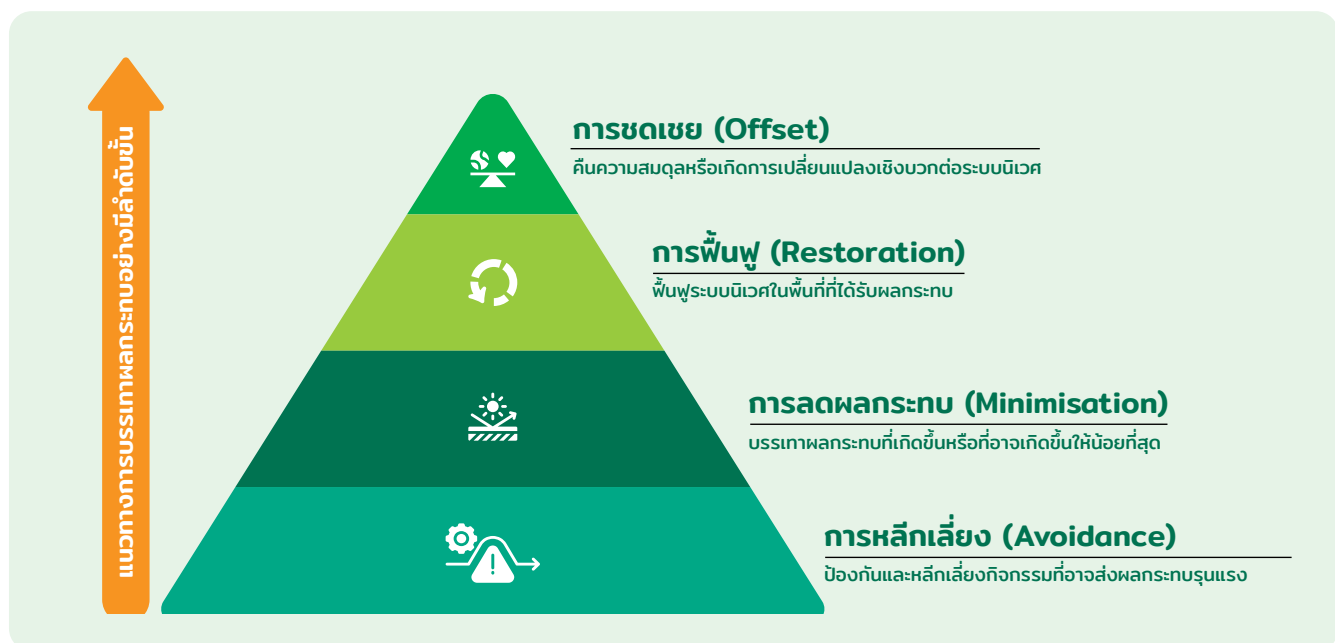 แนวทางการบรรเทาผลกระทบอย่างมีลำดับขั้น
การชดเชย (Offset)
คืนความสมดุลหรือเกิดการเปลี่ยนแปลงเชิงบวกต่อระบบนิเวศ
การฟื้นฟู (Restoration)
ฟื้นฟูระบบนิเวศในพื้นที่ที่ได้รับผลกระทบ
การลดผลกระทบ (Minimisation)
บรรเทาผลกระทบที่เกิดขึ้นหรือที่อาจเกิดขึ้นให้น้อยที่สุด
การหลีกเลี่ยง (Avoidance)
ป้องกันและหลีกเลี่ยงกิจกรรมที่อาจส่งผลกระทบรุนแรง